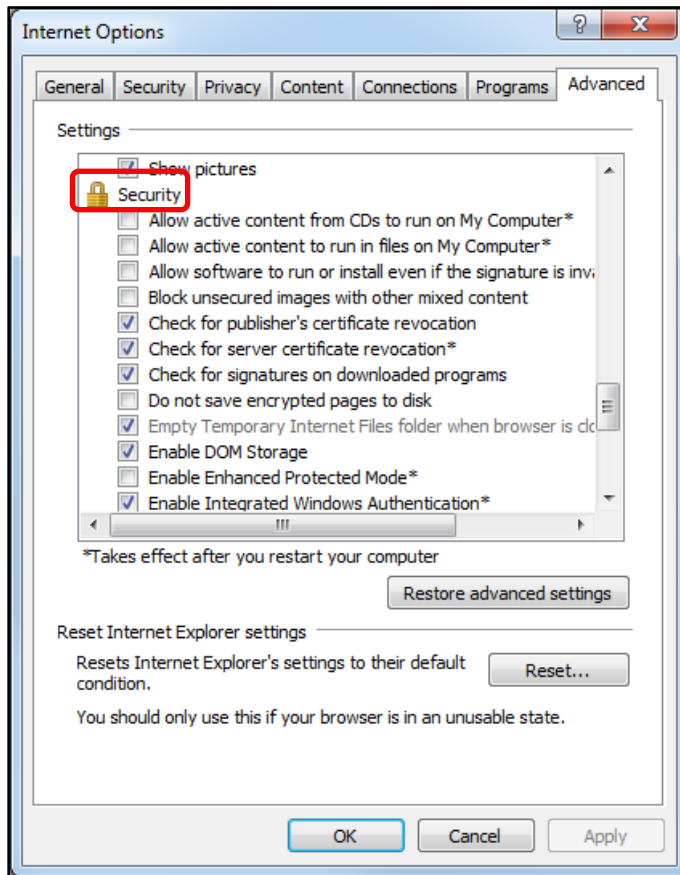 Internet Options
General Security Privacy Content Connections Programs Advanced
Settings
Show pictures
Security
Allow active content from CDs to run on My Computer*
Allow active content to run in files on My Computer*
Allow software to run or install even if the signature is
Block unsecured images with other mixed content
Check for publisher's certificate revocation
Check for server certificate revocation*
Check for signatures on downloaded programs
Do not save encrypted pages to disk
Empty Temporary Internet Files folder when browser is
Enable DOM Storage
Enable Enhanced Protected Mode*
Enable Integrated Windows Authentication*
*Takes effect after you restart your computer
Restore advanced settings
Reset Internet Explorer settings
Resets Internet Explorer's settings to their default
condition.
Reset...
You should only use this if your browser is in an unusable state.
OK Cancel Apply